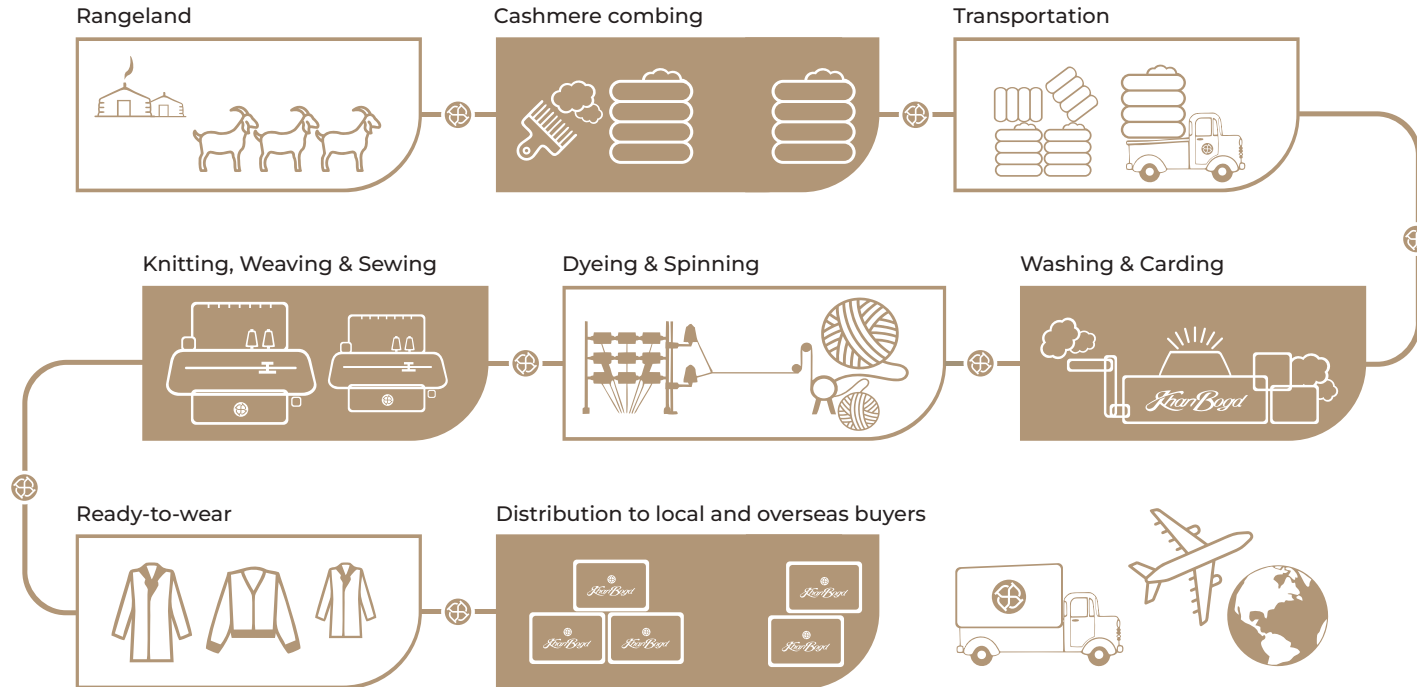 Rangeland
Cashmere combing
Transportation
Washing & Carding
KhanBogd
Dyeing & Spinning
Knitting, Weaving & Sewing
Ready-to-wear
Distribution to local and overseas buyers
KhanBogd
KhanBogd
KhanBogd
KhanBogd
KhanBogd